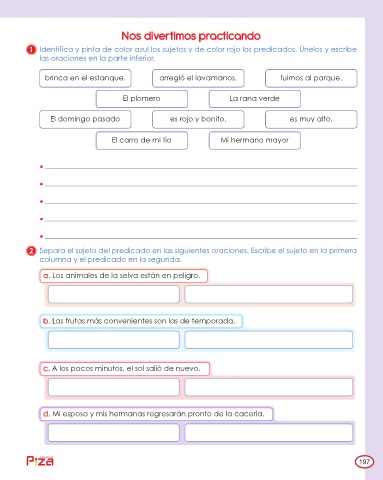 Nos divertimos practicando
1 Identifica y pinta de color azul los sujetos y de color rojo los predicados. Únelos y escribe
las oraciones en la parte inferior.
brinca en el estanque. arregló el lavamanos. fuimos al parque.
El plomero La rana verde
El domingo pasado es rojo y bonito. es muy alto.
El carro de mi tío Mi hermano mayor
2 Separa el sujeto del predicado en las siguientes oraciones. Escribe el sujeto en la primera
columna y el predicado en la segunda.
a. Los animales de la selva están en peligro.
b. Las frutas más convenientes son las de temporada.
c. A los pocos minutos, el sol salió de nuevo.
d. Mi esposa y mis hermanas regresarán pronto de la cacería.
197